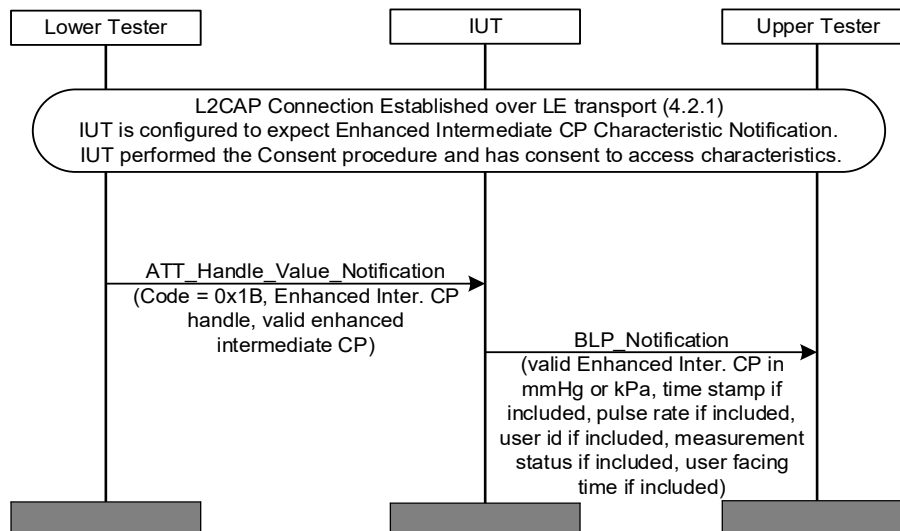 Lower Tester
IUT
Upper Tester
L2CAP Connection Established over LE transport (4.2.1)
IUT is configured to expect Enhanced Intermediate CP Characteristic Notification.
IUT performed the Consent procedure and has consent to access characteristics.
ATT_Handle_Value_Notification
(Code = 0x1B, Enhanced Inter. CP
handle, valid enhanced
intermediate CP)
BLP_Notification
(valid Enhanced Inter. CP in
mmHg or kPa, time stamp if
included, pulse rate if included,
user id if included, measurement
status if included, user facing
time if included)